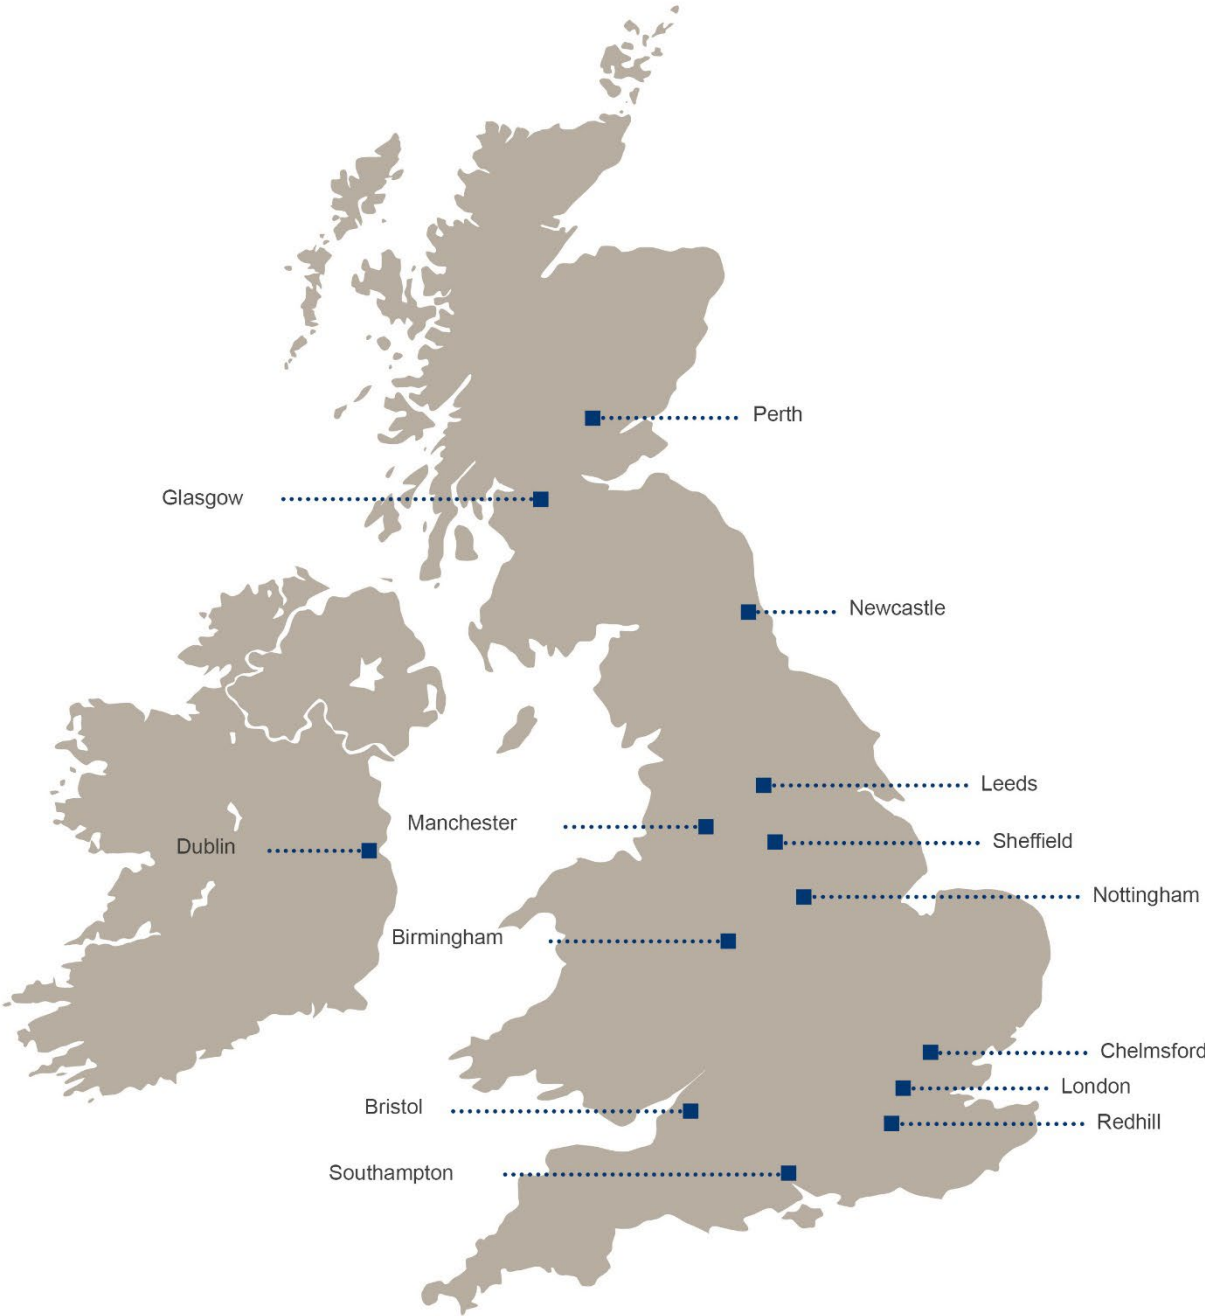 Perth
Glasgow
Newcastle
Leeds
Manchester
Sheffield
Dublin
Nottingham
Birmingham
Chelmsford
London
Bristol
Redhill
Southampton